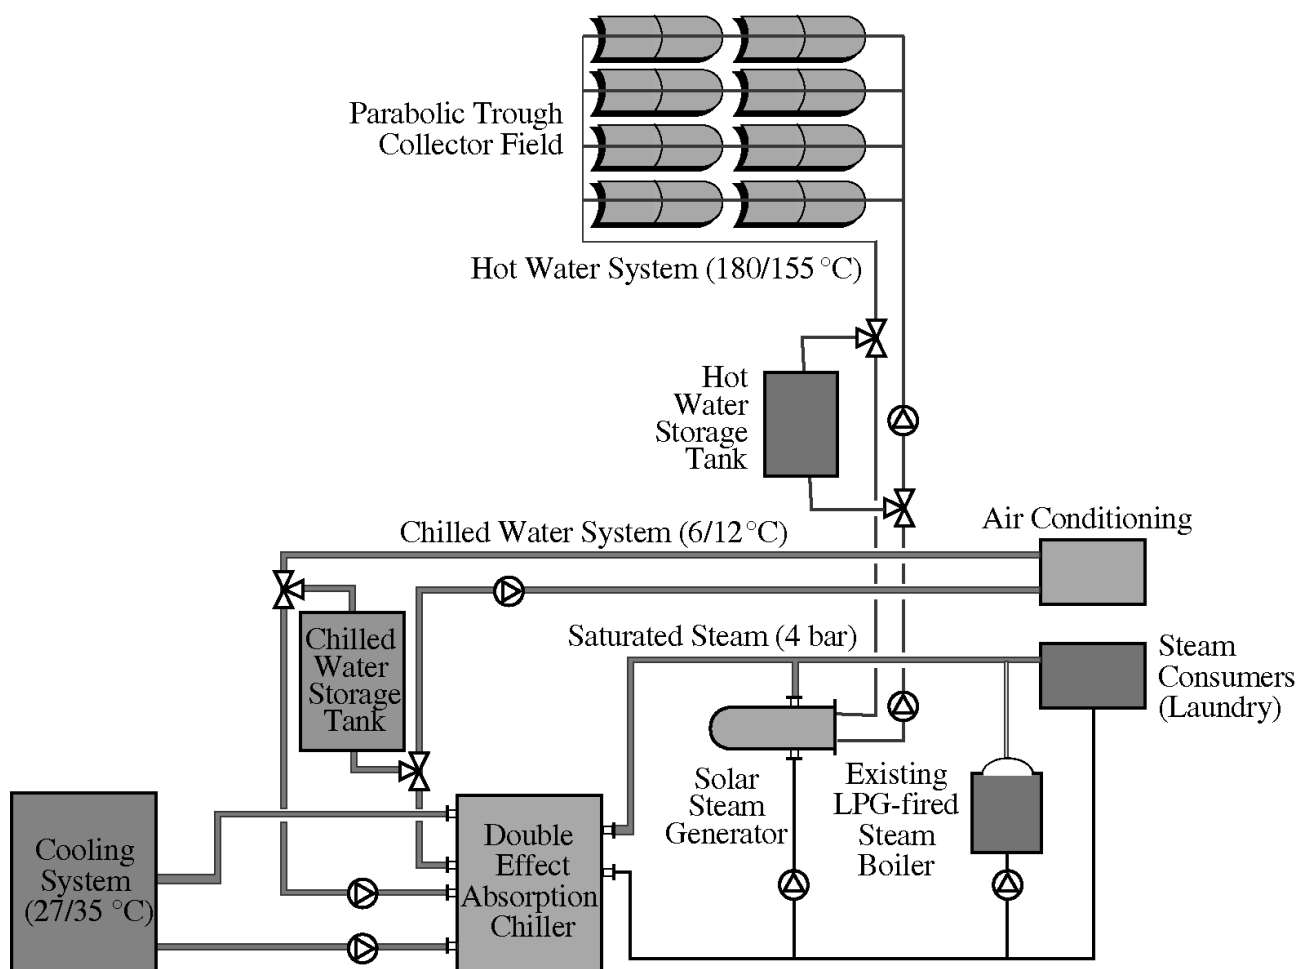 Parabolic Trough
Collector Field
Hot Water System (180/155 °C)
Hot
Water
Storage
Tank
Chilled Water System (6/12 °C)
Air Conditioning
Chilled
Water
Storage
Tank
Saturated Steam (4 bar)
Steam
Consumers
(Laundry)
Solar
Steam
Generator
Existing
LPG-fired
Steam
Boiler
Cooling
System
(27/35 °C)
Double
Effect
Absorption
Chiller